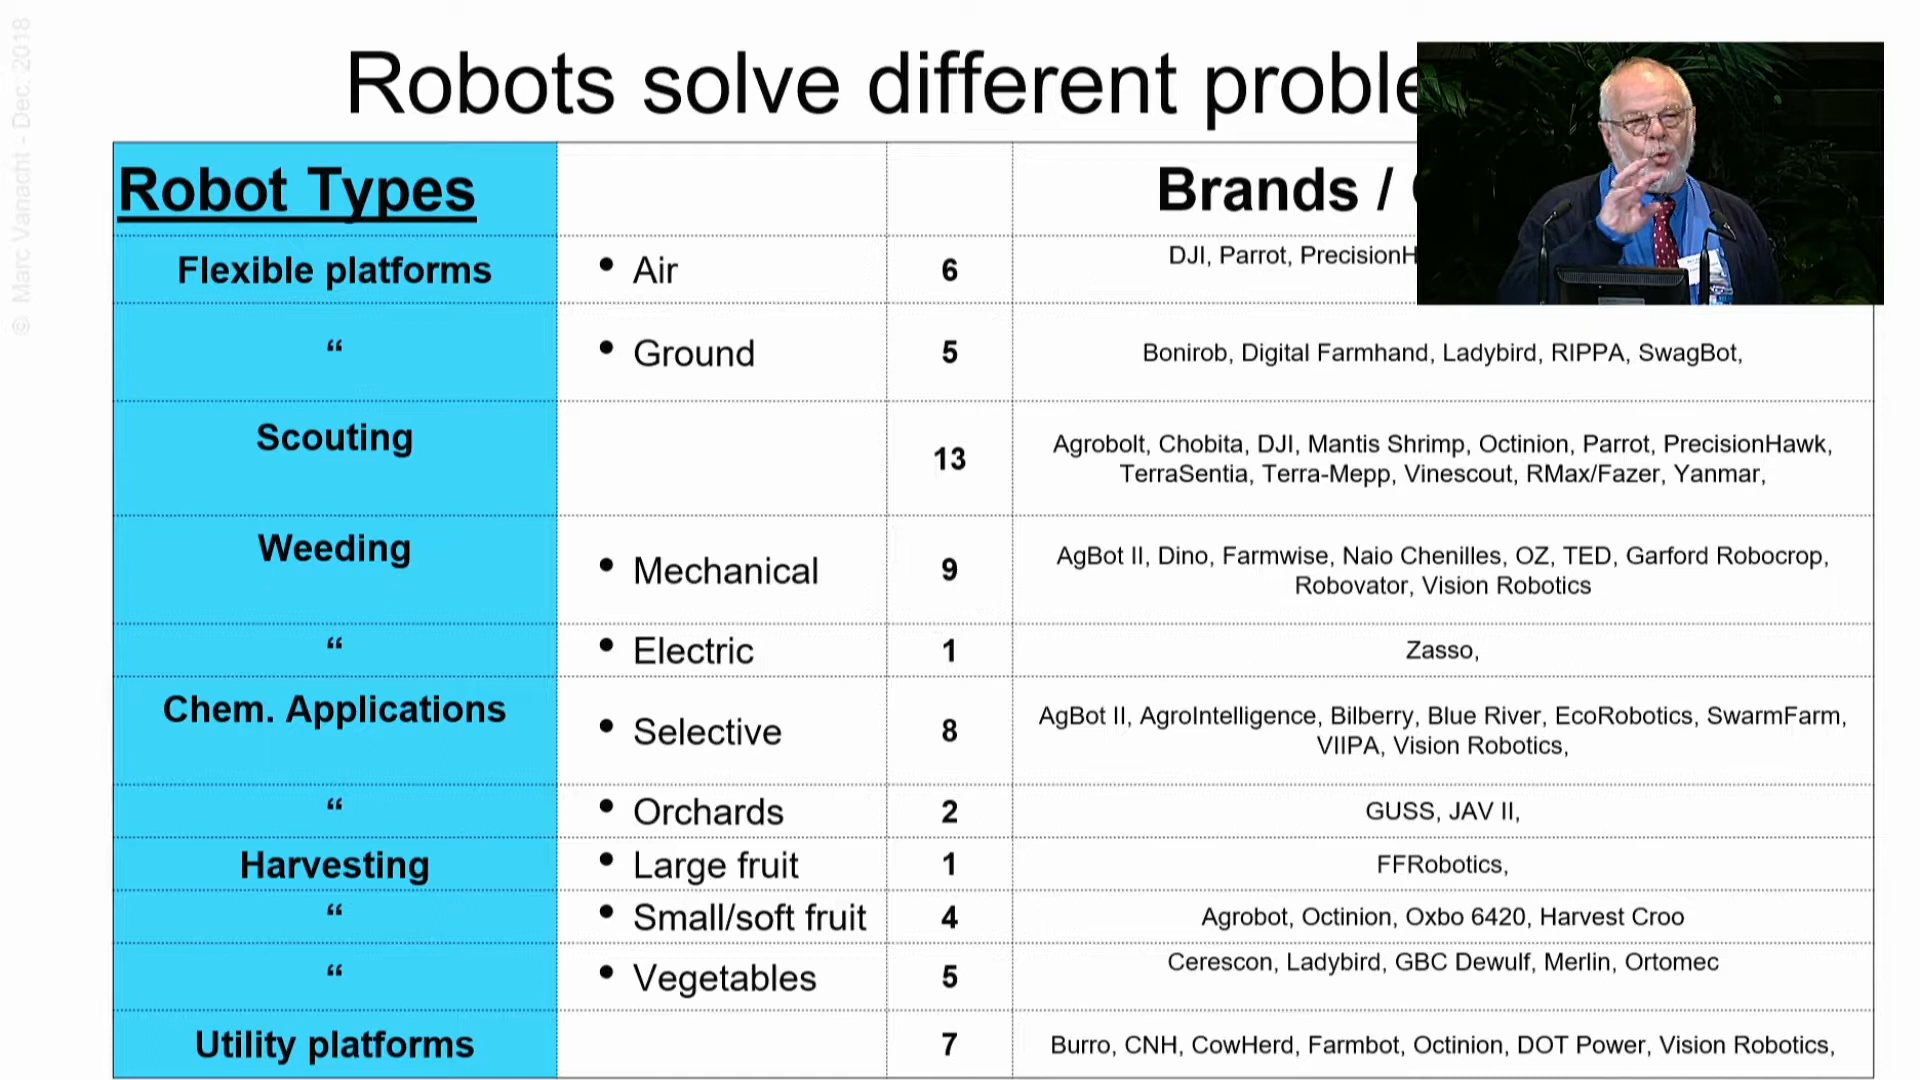 © Marc Vanacht - Dec. 2018
Robots solve different
Robot Types
Brands /
Flexible platforms
• Air
6
DJI, Parrot,
“
• Ground
5
Bonirob, Digital Farmhand, Ladybird, RIPPA, SwagBot,
Scouting
13
Agrobolt, Chobita, DJI, Mantis Shrimp, Octinion, Parrot, PrecisionHawk,
TerraSentia, Terra-Mepp, Vinescout, RMax/Fazer, Yanmar,
Weeding
• Mechanical
9
AgBot II, Dino, Farmwise, Naio Chenilles, OZ, TED, Garford Robocrop,
Robovator, Vision Robotics
“
• Electric
1
Zasso,
Chem. Applications
• Selective
8
AgBot II, AgroIntelligence, Bilberry, Blue River, EcoRobotics, SwarmFarm,
VIIPA, Vision Robotics,
“
• Orchards
2
GUSS, JAV II,
Harvesting
• Large fruit
1
FFRobotics,
“
• Small/soft fruit
4
Agrobot, Octinion, Oxbo 6420, Harvest Croo
“
• Vegetables
5
Cerescon, Ladybird, GBC Dewulf, Merlin, Ortomec
Utility platforms
7
Burro, CNH, CowHerd, Farmbot, Octinion, DOT Power, Vision Robotics,